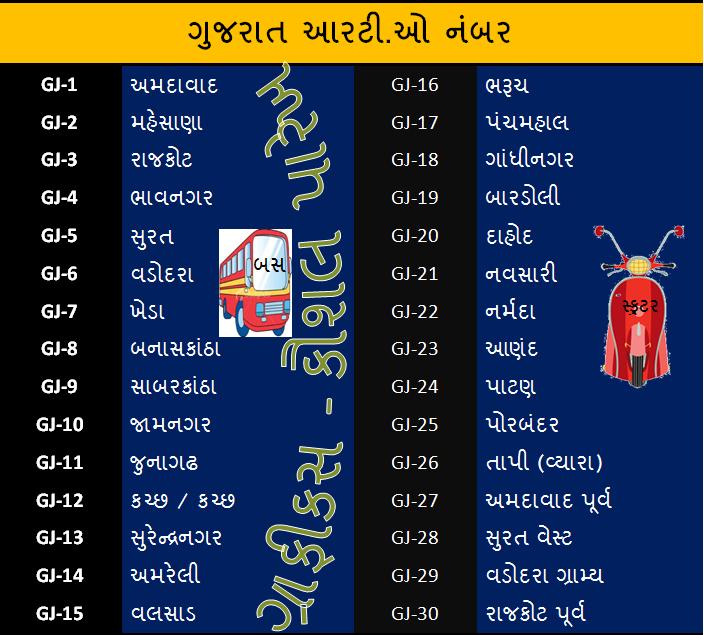 ગુજરાત આરટી.ઓ નંબર
GJ-1 અમદાવાદ GJ-16 ભરૂચ
GJ-2 મહેસાણા GJ-17 પંચમહાલ
GJ-3 રાજકોટ GJ-18 ગાંધીનગર
GJ-4 ભાવનગર GJ-19 બારડોલી
GJ-5 સુરત GJ-20 દાહોદ
GJ-6 વડોદરા GJ-21 નવસારી
GJ-7 ખેડા GJ-22 નર્મદા
GJ-8 બનાસકાંઠા GJ-23 આણંદ
GJ-9 સાબરકાંઠા GJ-24 પાટણ
GJ-10 જામનગર GJ-25 પોરબંદર
GJ-11 જુનાગઢ GJ-26 તાપી (વ્યારા)
GJ-12 કચ્છ / કચ્છ GJ-27 અમદાવાદ પૂર્વ
GJ-13 સુરેન્દ્રનગર GJ-28 સુરત વેસ્ટ
GJ-14 અમરેલી GJ-29 વડોદરા ગ્રામ્ય
GJ-15 વલસાડ GJ-30 રાજકોટ પૂર્વ
બસ
સ્કૂટર
ગ્રાફીક્સ - કૌશલ પારેખ